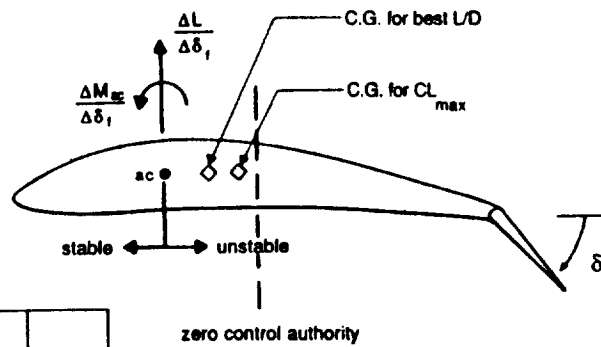 ΔL
Δδf
C.G. for best L/D
ΔMac
Δδf
C.G. for CLmax
ac
stable
unstable
δ
zero control authority